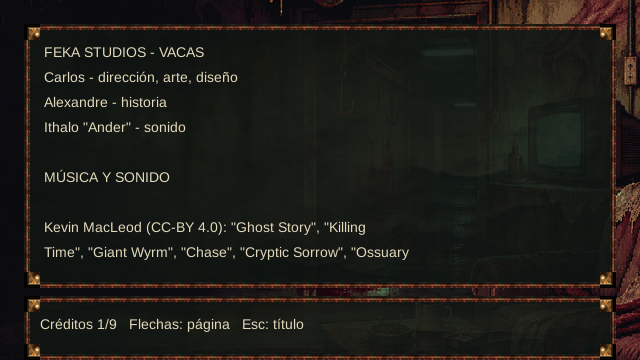 FEKA STUDIOS - VACAS
Carlos - dirección, arte, diseño
Alexandre - historia
Ithalo "Ander" - sonido
MÚSICA Y SONIDO
Kevin MacLeod (CC-BY 4.0): "Ghost Story", "Killing
Time", "Giant Wyrm", "Chase", "Cryptic Sorrow", "Ossuary
Créditos 1/9   Flechas: página   Esc: título